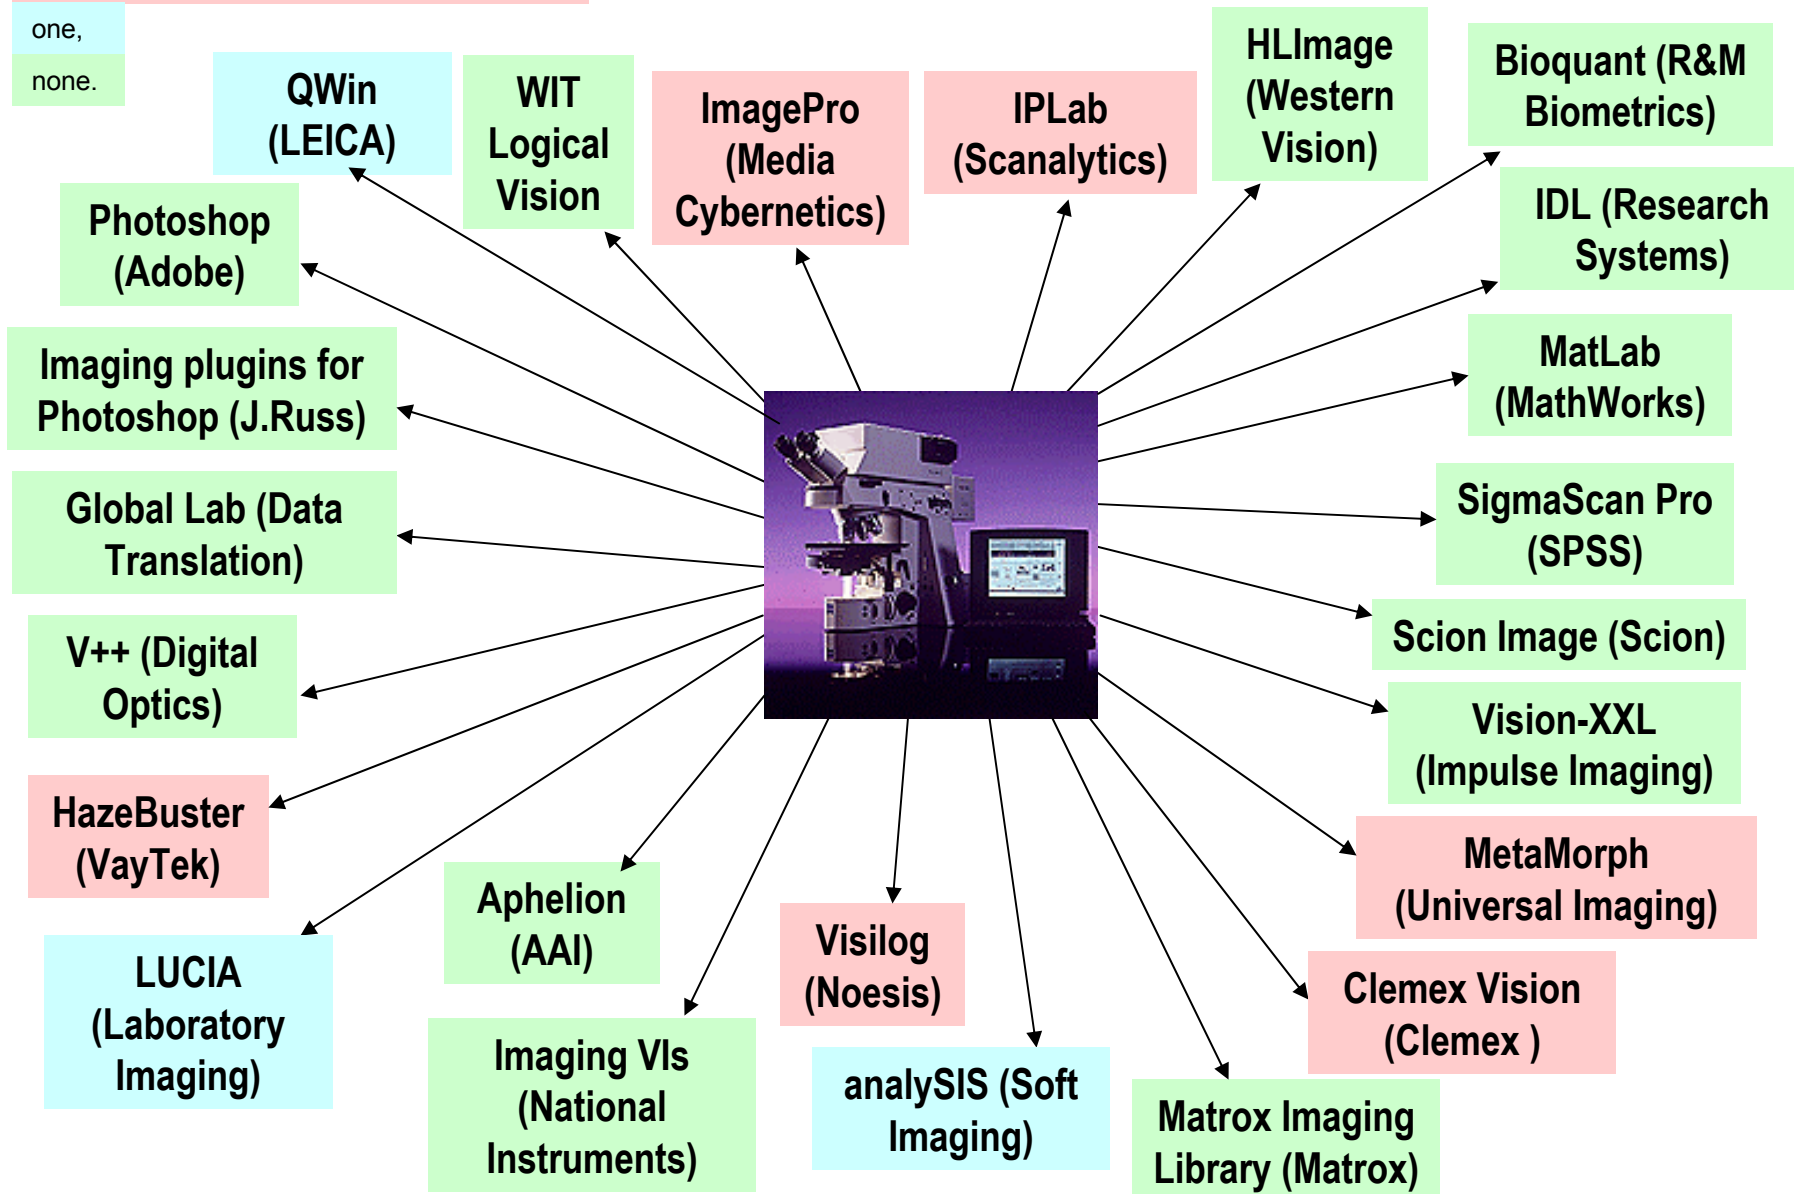 one,
none.
QWin
(LEICA)
WIT
Logical
Vision
ImagePro
(Media
Cybernetics)
IPLab
(Scanalytics)
HLImage
(Western
Vision)
Bioquant (R&M
Biometrics)
Photoshop
(Adobe)
IDL (Research
Systems)
Imaging plugins for
Photoshop (J.Russ)
MatLab
(MathWorks)
Global Lab (Data
Translation)
SigmaScan Pro
(SPSS)
V++ (Digital
Optics)
Scion Image (Scion)
Vision-XXL
(Impulse Imaging)
HazeBuster
(VayTek)
MetaMorph
(Universal Imaging)
Aphelion
(AAI)
Visilog
(Noesis)
Clemex Vision
(Clemex )
LUCIA
(Laboratory
Imaging)
Imaging VIs
(National
Instruments)
analySIS (Soft
Imaging)
Matrox Imaging
Library (Matrox)